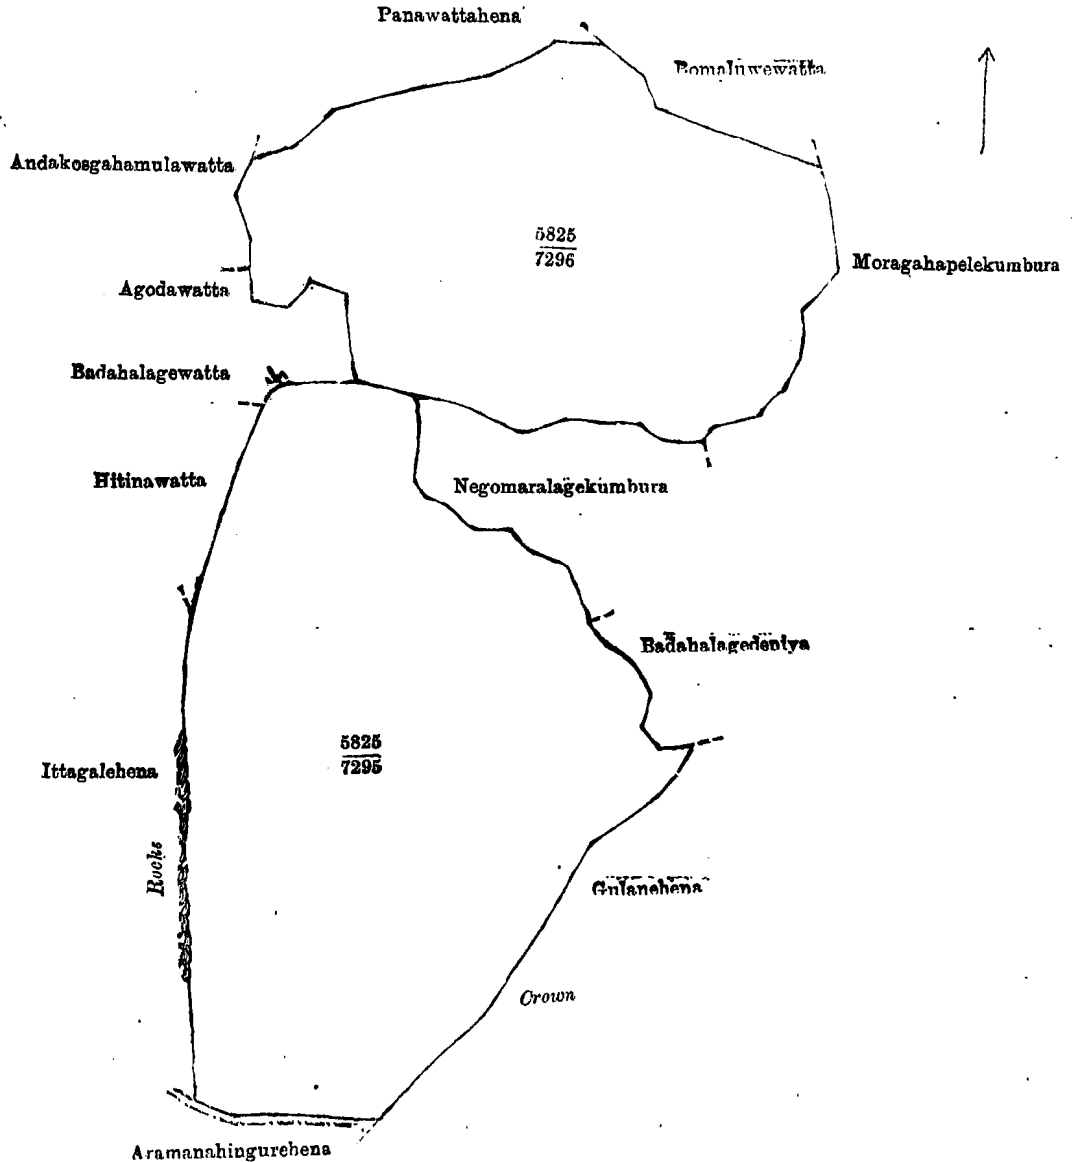 Panawattahena
Bomaluwewatta
Andakosgahamulawatta
5825
7296
Moragahapelekumbura
Agodawatta
Badahalagewatta
Hitinawatta
Negomaralagekumbura
Badahalagedeniya
5825
7295
Ittagalehena
Rocks
Gulanehena
Crown
Aramanahingurehena